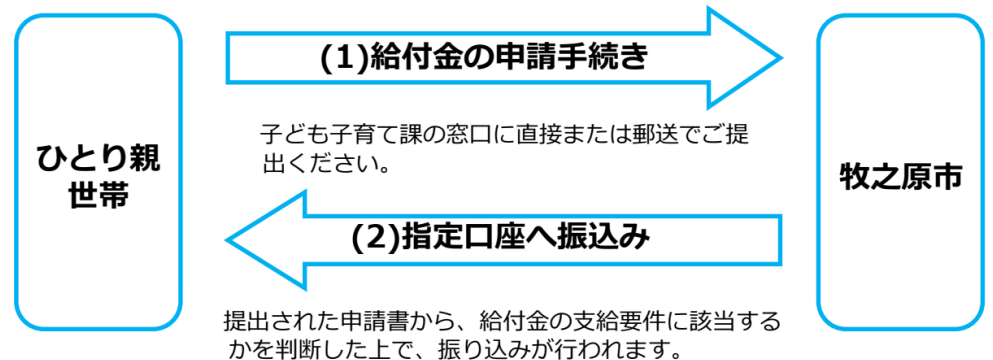 ひとり親
世帯
(1)給付金の申請手続き
子ども子育て課の窓口に直接または郵送でご提
出ください。
(2)指定口座へ振込み
提出された申請書から、給付金の支給要件に該当する
かを判断した上で、振り込みが行われます。
牧之原市